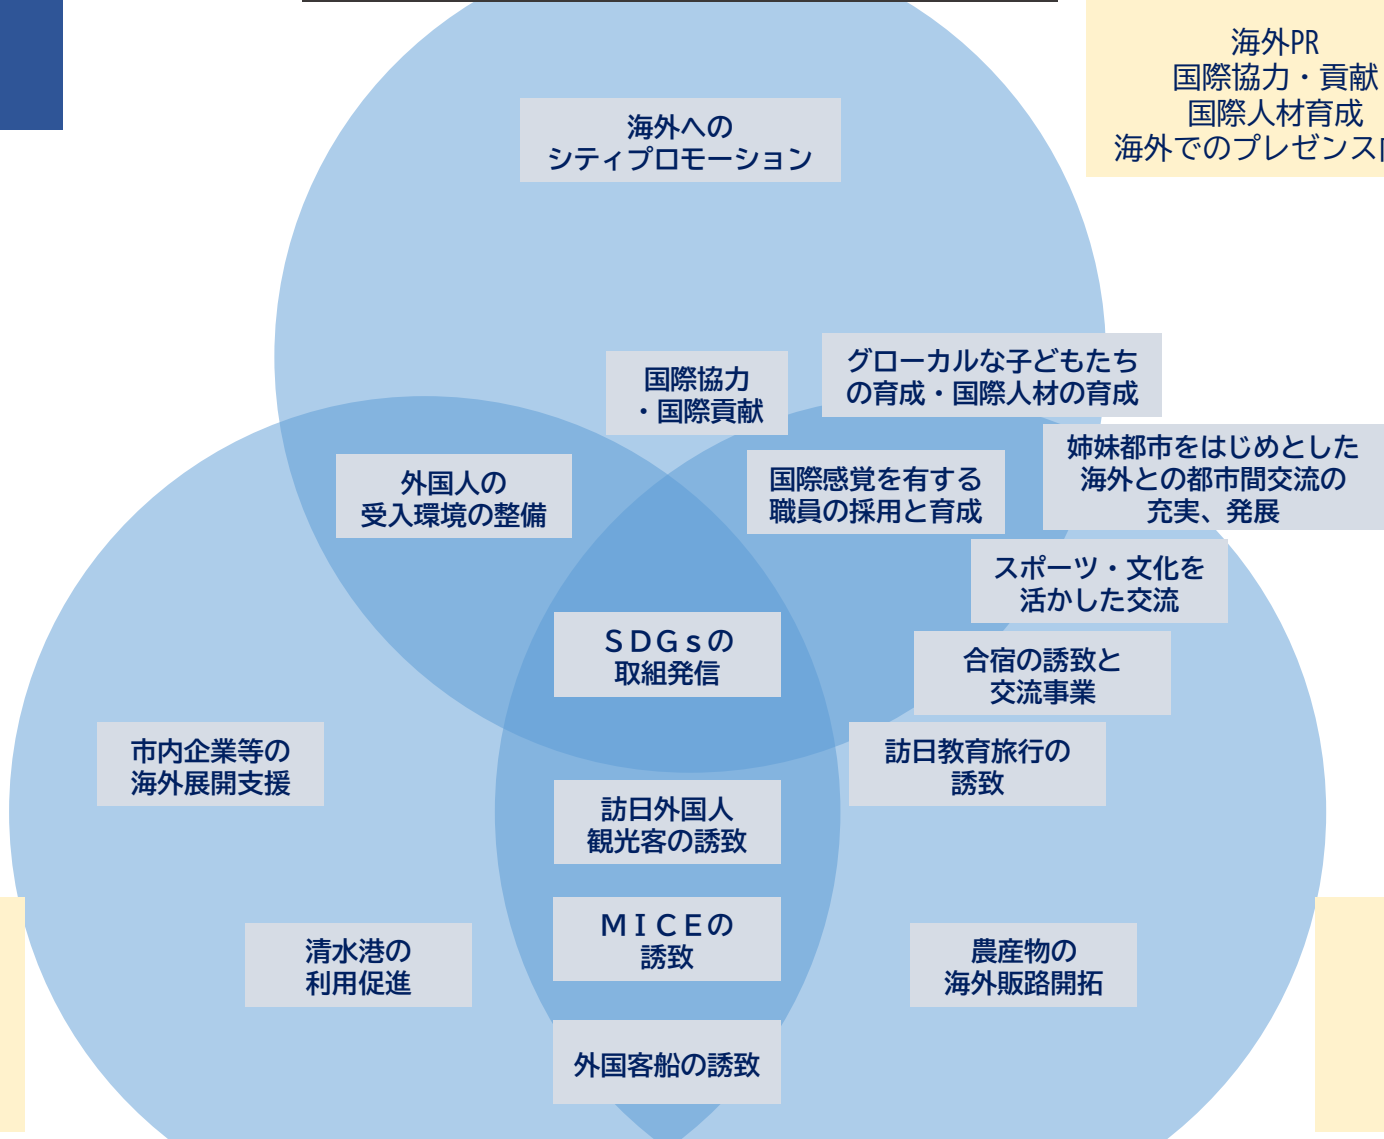 海外PR
国際協力・貢献
国際人材育成
海外でのプレゼンス
海外への
シティプロモーション
国際協力
・国際貢献
グローカルな子どもたち
の育成・国際人材の育成
外国人の
受入環境の整備
国際感覚を有する
職員の採用と育成
姉妹都市をはじめとした
海外との都市間交流の
充実、発展
スポーツ・文化を
活かした交流
SDGsの
取組発信
合宿の誘致と
交流事業
市内企業等の
海外展開支援
訪日教育旅行の
誘致
訪日外国人
観光客の誘致
MICEの
誘致
清水港の
利用促進
農産物の
海外販路開拓
外国客船の誘致